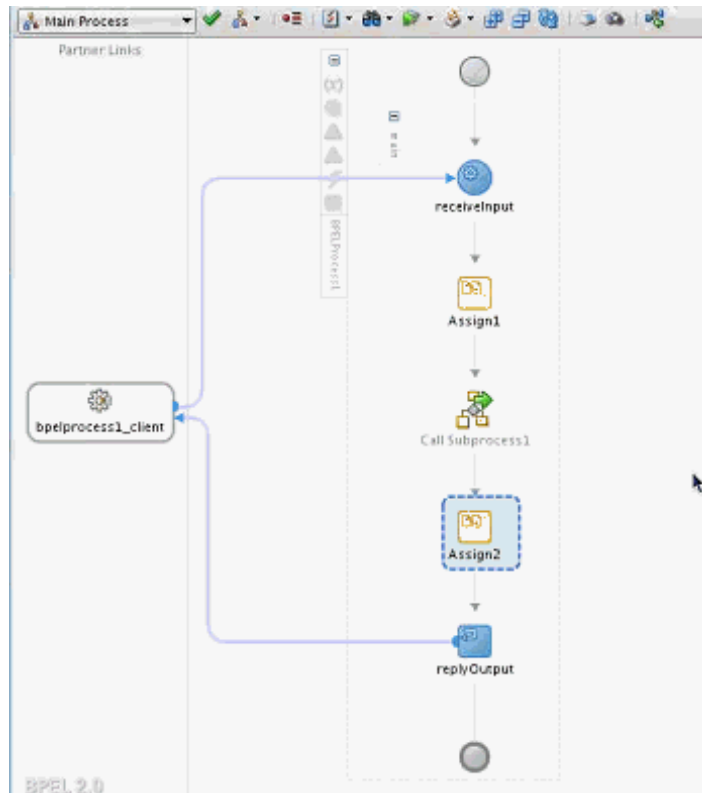 Main Process
Partner Links
main
receiveInput
BPELProcess1
Assign1
bpelprocess1_client
Call Subprocess1
Assign2
replyOutput
BPEL 2.0